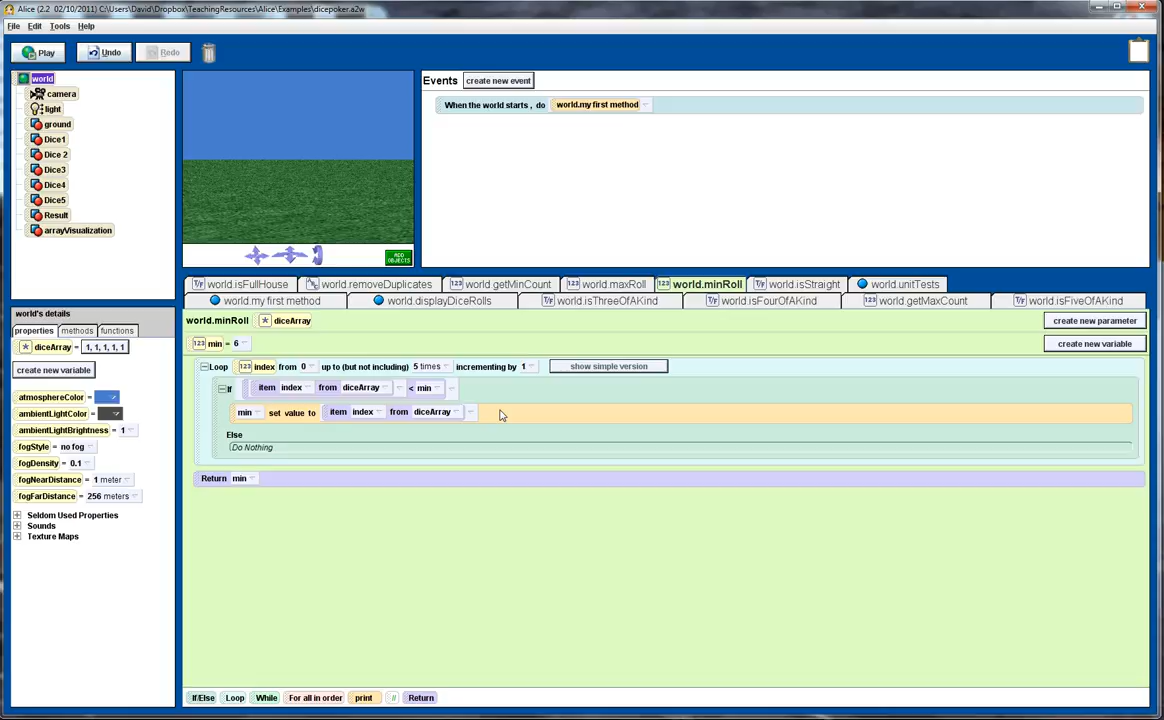 Alice (2.2 02/10/2011) C:\Users\David\Dropbox\TeachingResources\Alice\Examples\dicepoker.a2w
File Edit Tools Help
Play Undo Redo
world
camera
light
ground
Dice1
Dice 2
Dice3
Dice4
Dice5
Result
arrayVisualization
ADD OBJECTS
Events create new event
When the world starts , do world.my first method
world's details
properties methods functions
diceArray = 1, 1, 1, 1, 1
create new variable
atmosphereColor =
ambientLightColor =
ambientLightBrightness = 1
fogStyle = no fog
fogDensity = 0.1
fogNearDistance = 1 meter
fogFarDistance = 256 meters
Seldom Used Properties
Sounds
Texture Maps
world.isFullHouse world.removeDuplicates world.getMinCount world.maxRoll world.minRoll world.isStraight world.unitTests
world.my first method world.displayDiceRolls world.isThreeOfAKind world.isFourOfAKind world.getMaxCount world.isFiveOfAKind
world.minRoll diceArray create new parameter
123 min = 6 create new variable
Loop 123 index from 0 up to (but not including) 5 times incrementing by 1 show simple version
If item index from diceArray < min
min set value to item index from diceArray
Else
Do Nothing
Return min
If/Else Loop While For all in order print // Return